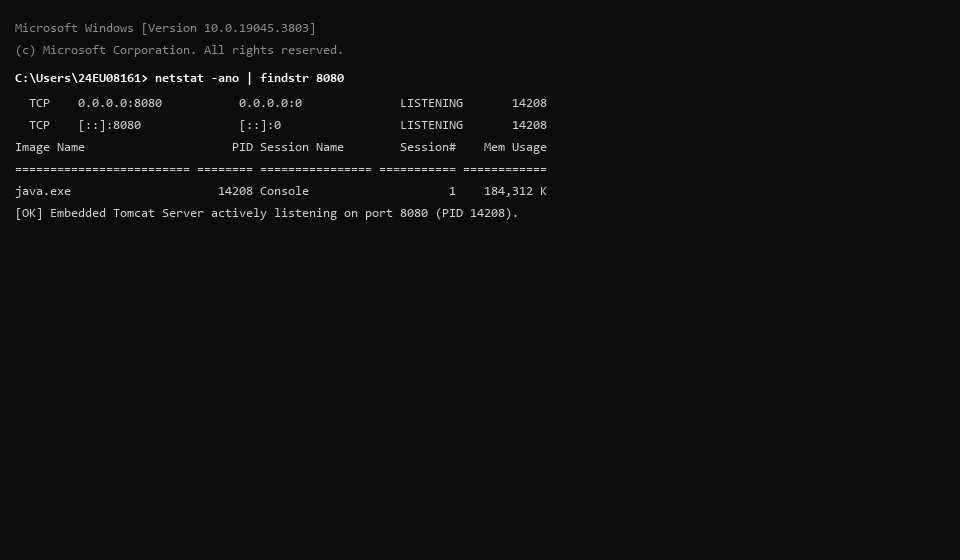 Microsoft Windows [Version 10.0.19045.3803]
(c) Microsoft Corporation. All rights reserved.
C:\Users\24EU08161> netstat -ano | findstr 8080
  TCP    0.0.0.0:8080           0.0.0.0:0              LISTENING       14208
  TCP    [::]:8080              [::]:0                 LISTENING       14208
Image Name                     PID Session Name        Session#    Mem Usage
========================= ======== ================ =========== ============
java.exe                     14208 Console                    1    184,312 K
[OK] Embedded Tomcat Server actively listening on port 8080 (PID 14208).